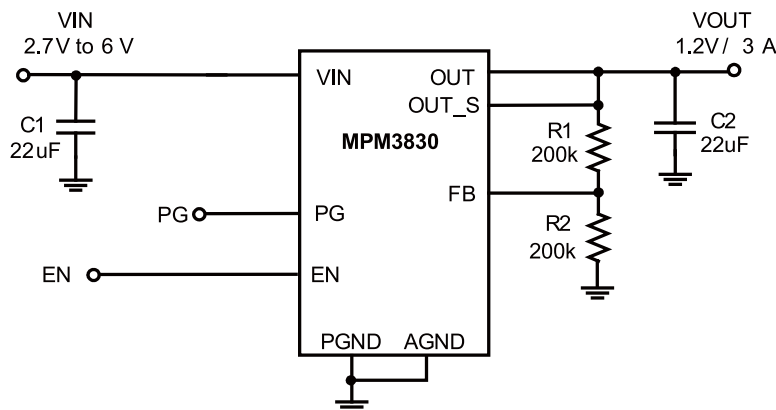 VIN
2.7V to 6 V
VOUT
1.2V / 3 A
VIN
OUT
OUT_S
C1
22uF
MPM3830
R1
200k
C2
22uF
FB
PG
PG
R2
200k
EN
EN
PGND
AGND